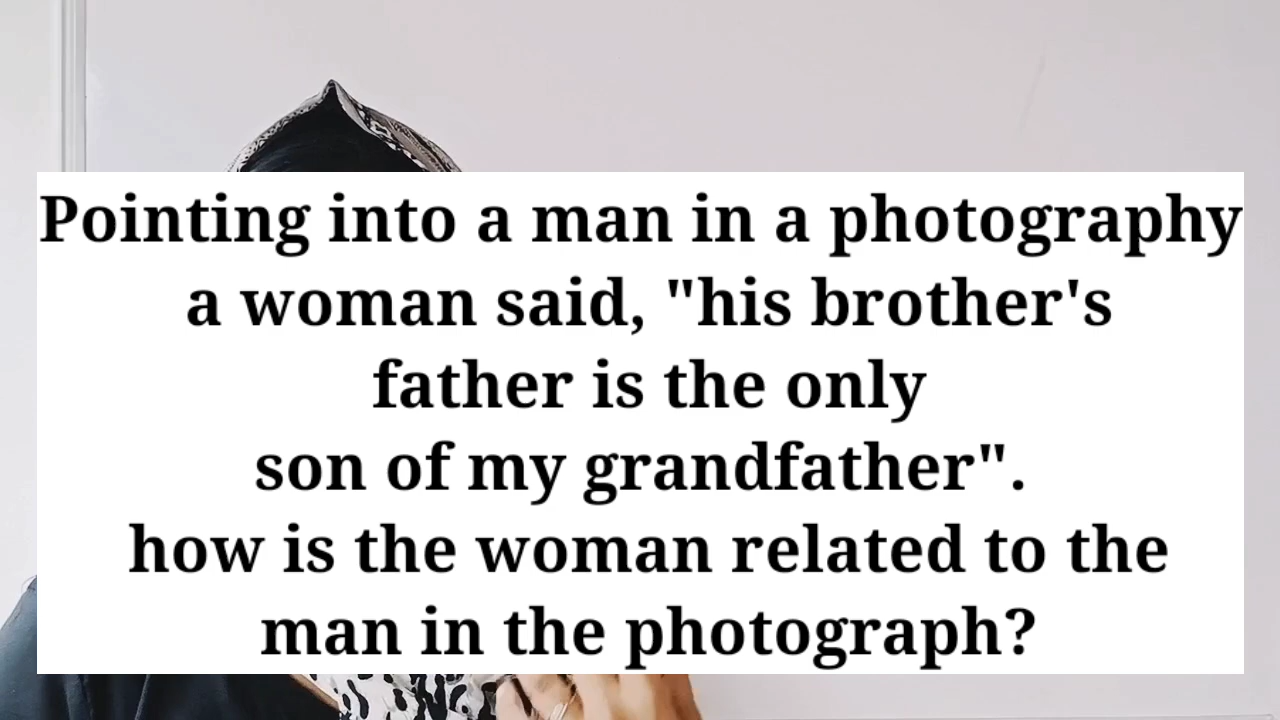 Pointing into a man in a photography
a woman said, "his brother's
father is the only
son of my grandfather".
how is the woman related to the
man in the photograph?